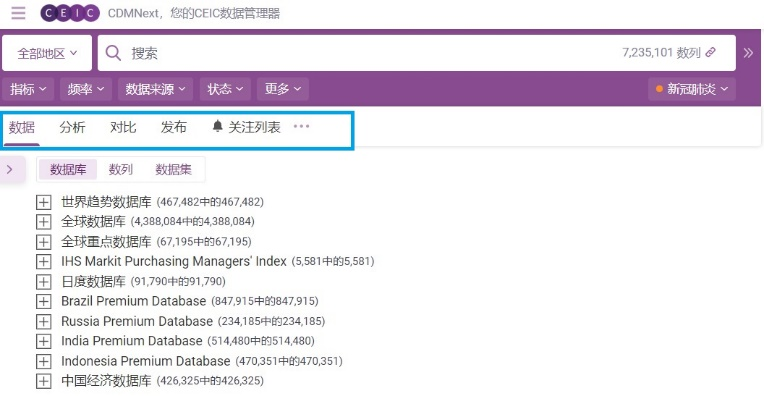 CEIC CDMNext，您的CEIC数据管理器
全部地区 搜索 7,235,101 数列
指标 频率 数据来源 状态 更多 新冠肺炎
数据 分析 对比 发布 关注列表 •••
数据库 数列 数据集
世界趋势数据库 (467,482中的467,482)
全球数据库 (4,388,084中的4,388,084)
全球重点数据库 (67,195中的67,195)
IHS Markit Purchasing Managers' Index (5,581中的5,581)
日度数据库 (91,790中的91,790)
Brazil Premium Database (847,915中的847,915)
Russia Premium Database (234,185中的234,185)
India Premium Database (514,480中的514,480)
Indonesia Premium Database (470,351中的470,351)
中国经济数据库 (426,325中的426,325)